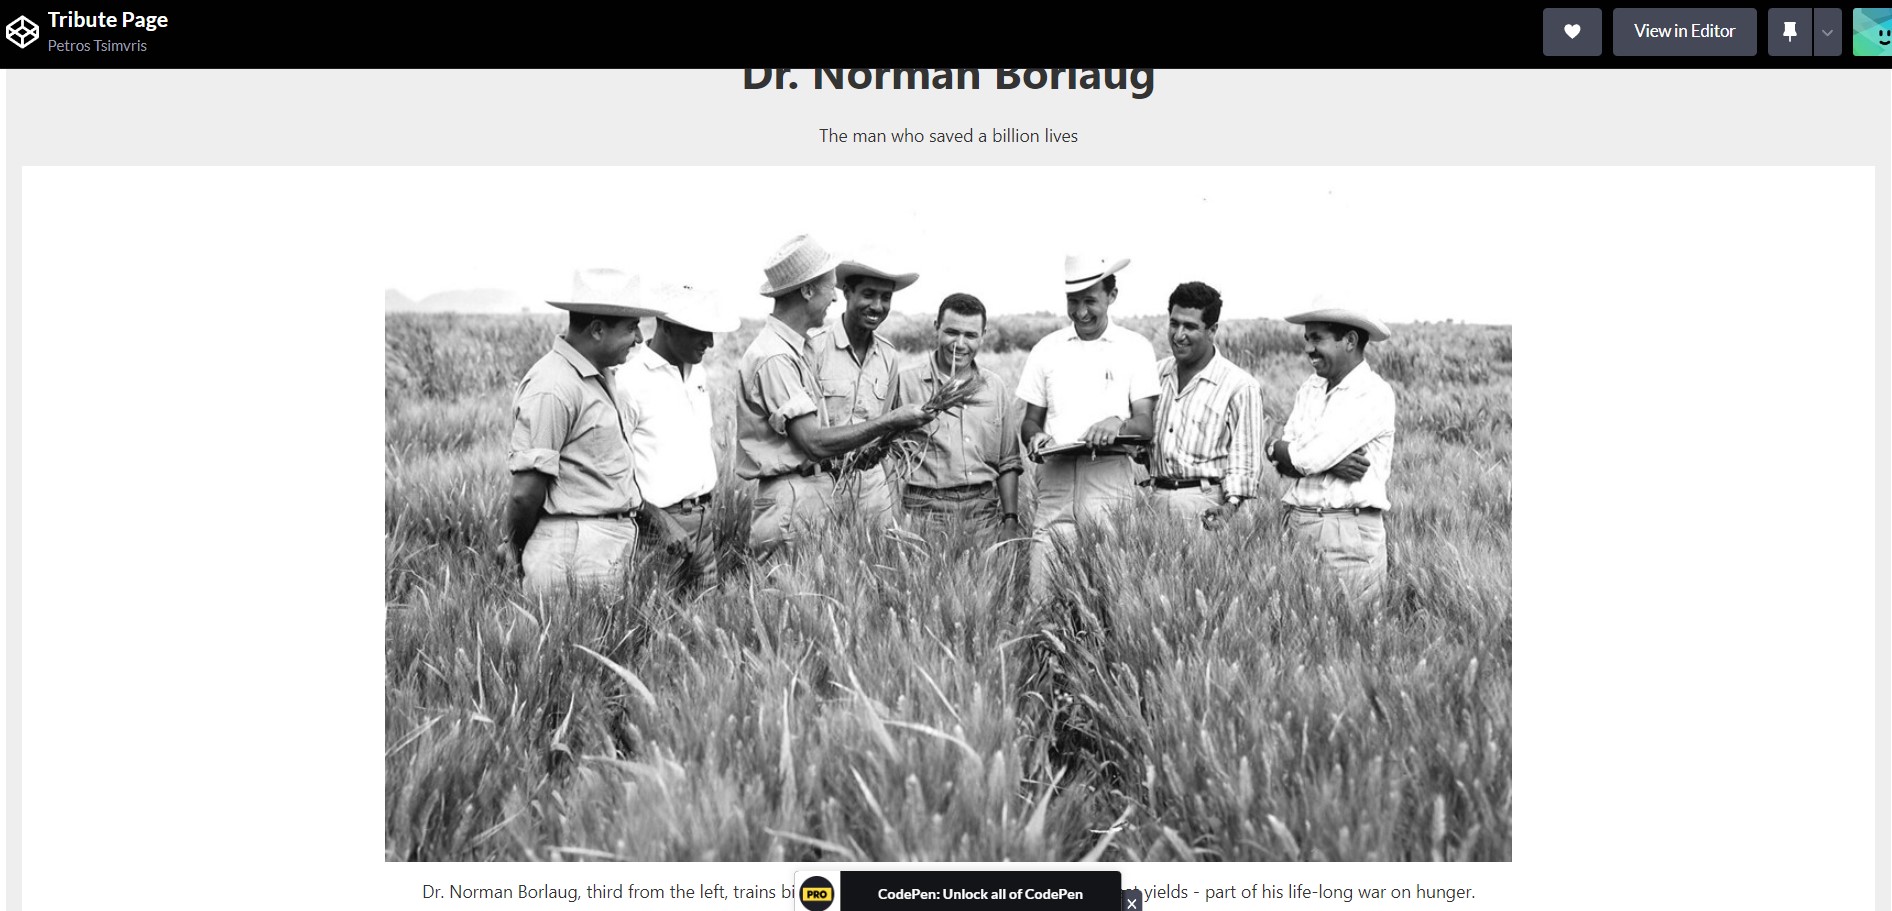 Tribute Page
Petros Tsimvris
View in Editor
Dr. Norman Borlaug
The man who saved a billion lives
Dr. Norman Borlaug, third from the left, trains yields - part of his life-long war on hunger.
PRO
CodePen: Unlock all of CodePen